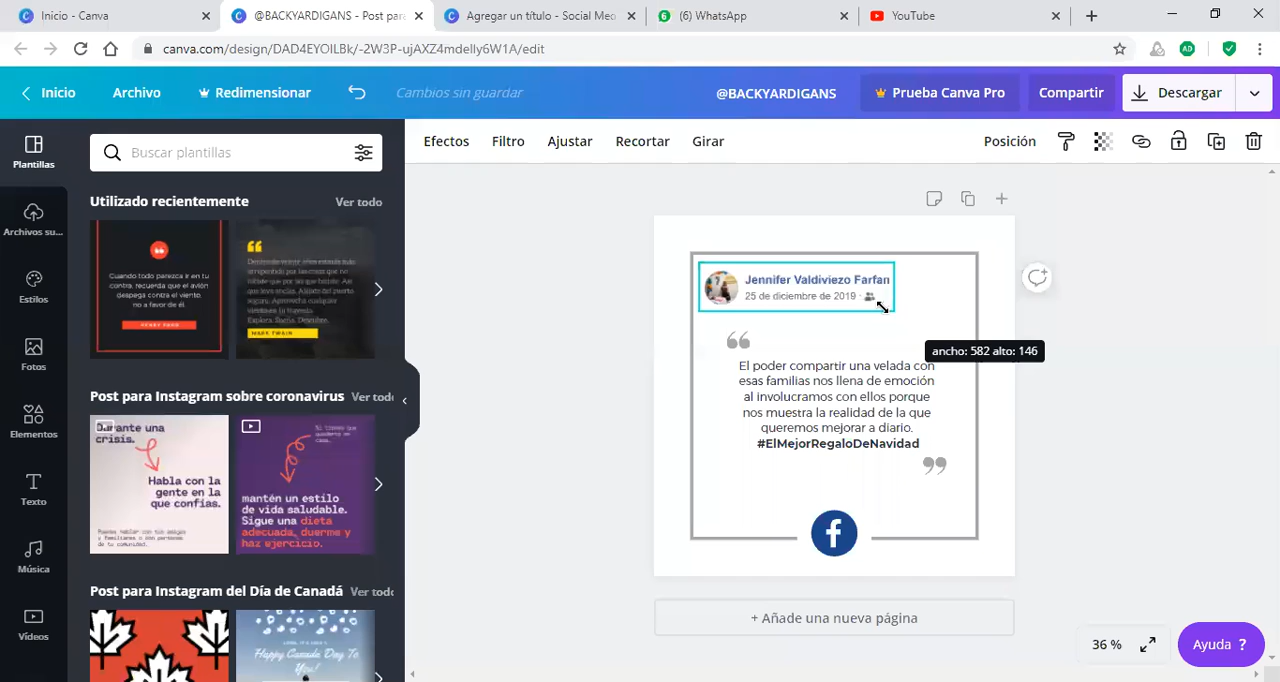 Inicio - Canva
@BACKYARDIGANS - Post para
Agregar un título - Social Med
(6) WhatsApp
YouTube
canva.com/design/DAD4EYOILBk/-2W3P-ujAXZ4mdelly6W1A/edit
Inicio
Archivo
Redimensionar
Cambios sin guardar
@BACKYARDIGANS
Prueba Canva Pro
Compartir
Descargar
Plantillas
Archivos su...
Estilos
Fotos
Elementos
Texto
Música
Vídeos
Buscar plantillas
Utilizado recientemente
Ver todo
Cuando todo parezca ir en tu
contra, recuerda que el avión
despega contra el viento,
no a favor de él.
HENRY FORD
MARK TWAIN
Post para Instagram sobre coronavirus
Ver todo
Durante una
crisis.
Habla con la
gente en la
que confías.
mantén un estilo
de vida saludable.
Sigue una dieta
adecuada, duerme y
haz ejercicio.
Post para Instagram del Día de Canadá
Ver todo
Happy Canada Day To
You!
Efectos
Filtro
Ajustar
Recortar
Girar
Posición
Jennifer Valdiviezo Farfan
25 de diciembre de 2019 ·
ancho: 582 alto: 146
“
El poder compartir una velada con
esas familias nos llena de emoción
al involucramos con ellos porque
nos muestra la realidad de la que
queremos mejorar a diario.
#ElMejorRegaloDeNavidad
”
f
+ Añade una nueva página
36 %
Ayuda ?